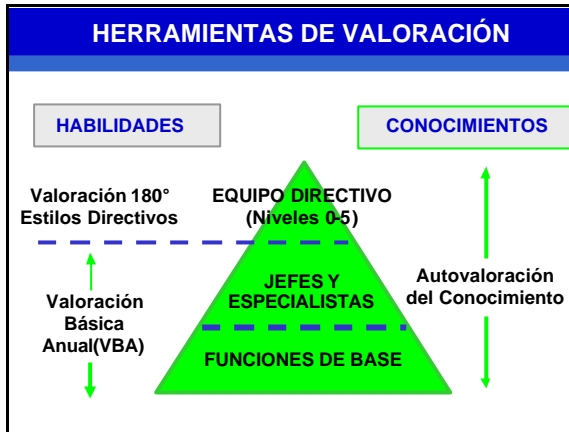 HERRAMIENTAS DE VALORACIÓN
HABILIDADES
CONOCIMIENTOS
Valoración 180°
Estilos Directivos
EQUIPO DIRECTIVO
(Niveles 0-5)
JEFES Y
ESPECIALISTAS
Autovaloración
del Conocimiento
Valoración
Básica
Anual(VBA)
FUNCIONES DE BASE